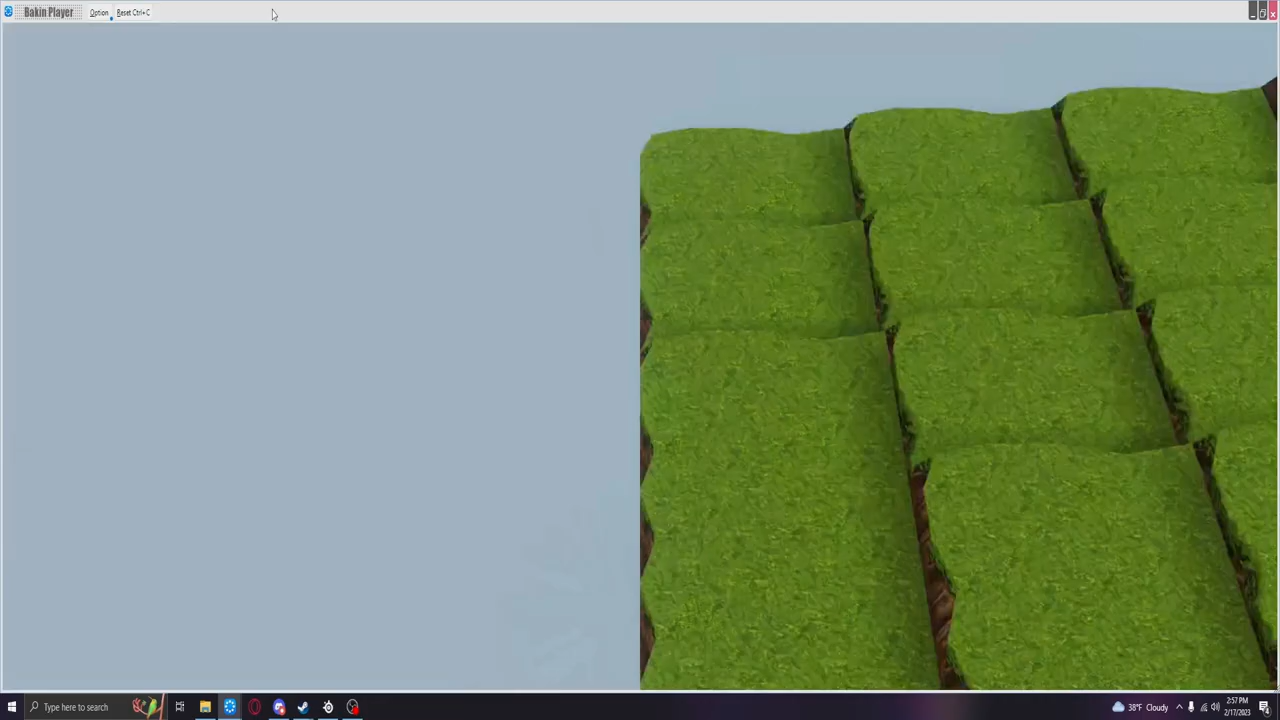 Bakin Player
Option
Reset Ctrl+C
Type here to search
38°F Cloudy
2:57 PM
2/17/2023